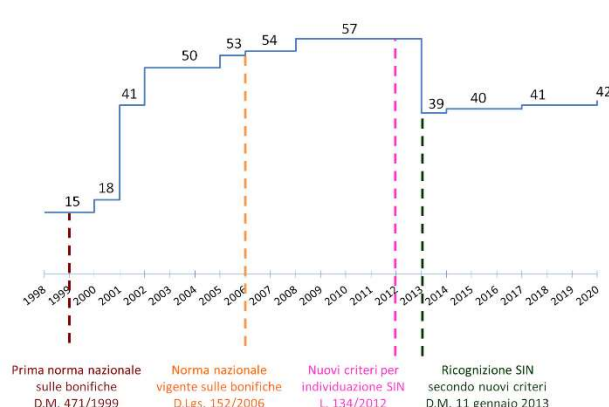 57
54
53
50
42
41
41
40
39
18
15
1998 1999 2000 2001 2002 2003 2004 2005 2006 2007 2008 2009 2010 2011 2012 2013 2014 2015 2016 2017 2018 2019 2020
Prima norma nazionale
sulle bonifiche
D.M. 471/1999
Norma nazionale
vigente sulle bonifiche
D.Lgs. 152/2006
Nuovi criteri per
individuazione SIN
L. 134/2012
Ricognizione SIN
secondo nuovi criteri
D.M. 11 gennaio 2013